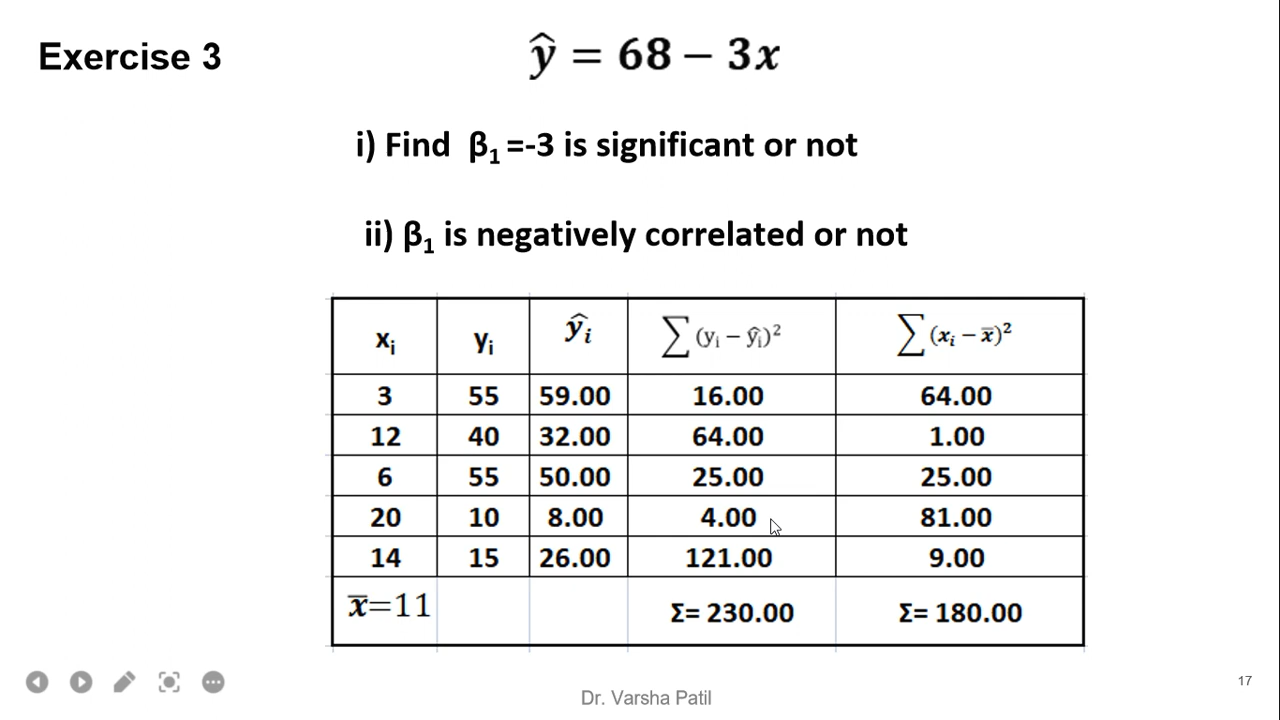 Exercise 3
ŷ = 68 − 3x
i) Find β₁ =-3 is significant or not
ii) β₁ is negatively correlated or not
xᵢ yᵢ ŷᵢ ∑(yᵢ − ŷᵢ)² ∑(xᵢ − x̅)²
3 55 59.00 16.00 64.00
12 40 32.00 64.00 1.00
6 55 50.00 25.00 25.00
20 10 8.00 4.00 81.00
14 15 26.00 121.00 9.00
x̅=11 Σ= 230.00 Σ= 180.00
17
Dr. Varsha Patil